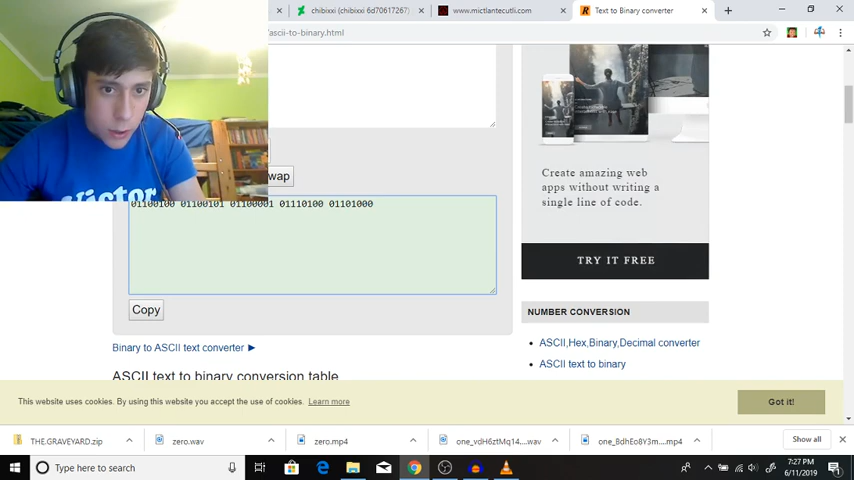 chibixxi (chibixxi 6d70617267)
www.mictlantecutli.com
Text to Binary converter
ascii-to-binary.html
wap
01100100 01100101 01100001 01110100 01101000
Copy
Binary to ASCII text converter ►
ASCII text to binary conversion table
Victor
Create amazing web
apps without writing a
single line of code.
TRY IT FREE
NUMBER CONVERSION
ASCII,Hex,Binary,Decimal converter
ASCII text to binary
This website uses cookies. By using this website you accept the use of cookies. Learn more
Got it!
THE.GRAVEYARD.zip
zero.wav
zero.mp4
one_vdH6ztMq14....wav
one_8dhEo8Y3m....mp4
Show all
Type here to search
7:27 PM
6/11/2019